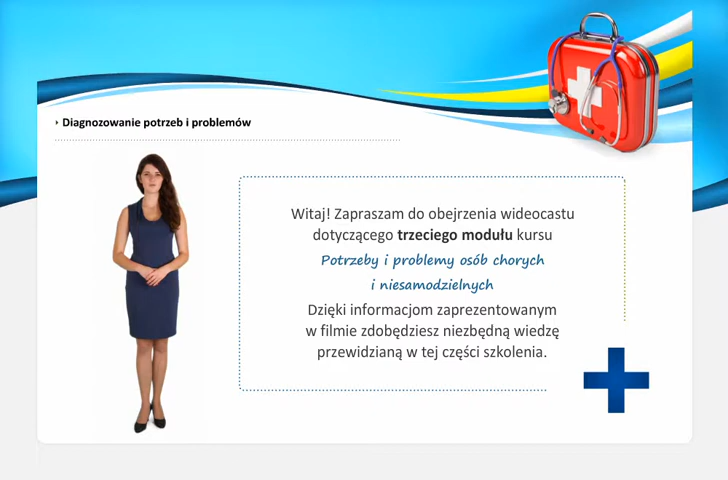 Diagnozowanie potrzeb i problemów
Witaj! Zapraszam do obejrzenia wideocastu
dotyczącego trzeciego modułu kursu
Potrzeby i problemy osób chorych
i niesamodzielnych
Dzięki informacjom zaprezentowanym
w filmie zdobędziesz niezbędną wiedzę
przewidzianą w tej części szkolenia.